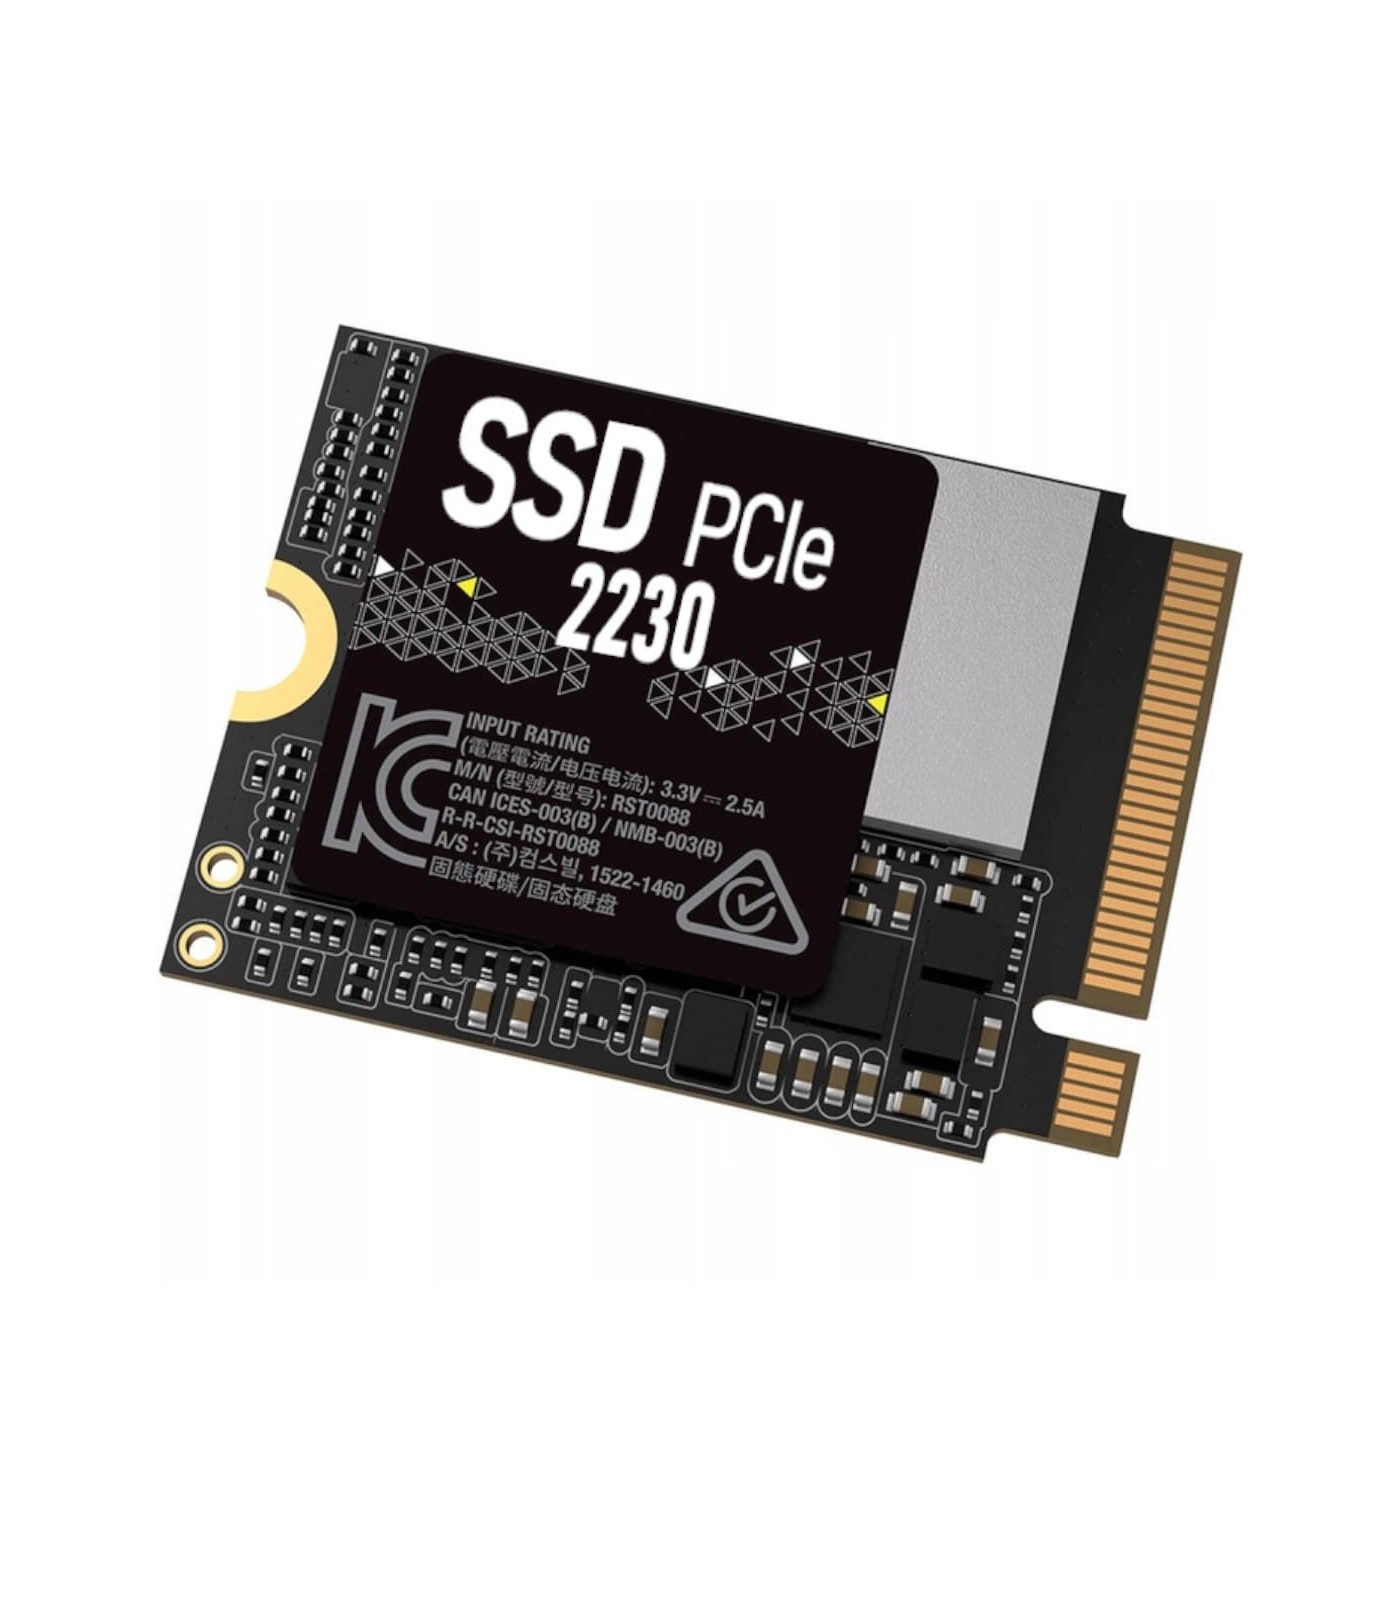 SSD PCIe
2230
INPUT RATING
(電壓電流/电压电流): 3.3V ⎓ 2.5A
M/N (型號/型号): RST0088
CAN ICES-003(B) / NMB-003(B)
R-R-CSI-RST0088
A/S : (주)컴스빌, 1522-1460
固態硬碟/固态硬盘